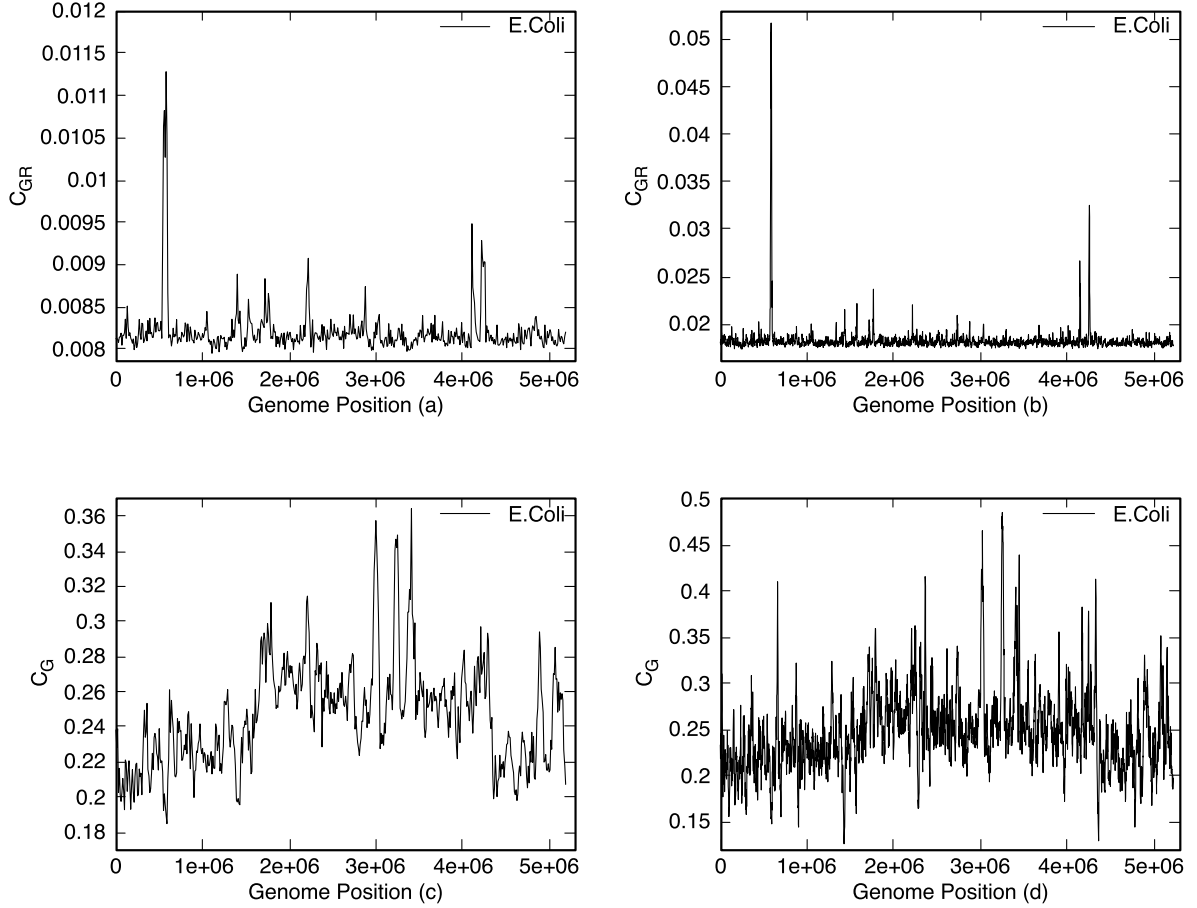 0.012
0.0115
0.011
0.0105
0.01
0.0095
0.009
0.0085
0.008
C_GR
E.Coli
0 1e+06 2e+06 3e+06 4e+06 5e+06
Genome Position (a)
0.05
0.045
0.04
0.035
0.03
0.025
0.02
C_GR
E.Coli
0 1e+06 2e+06 3e+06 4e+06 5e+06
Genome Position (b)
0.36
0.34
0.32
0.3
0.28
0.26
0.24
0.22
0.2
0.18
C_G
E.Coli
0 1e+06 2e+06 3e+06 4e+06 5e+06
Genome Position (c)
0.5
0.45
0.4
0.35
0.3
0.25
0.2
0.15
C_G
E.Coli
0 1e+06 2e+06 3e+06 4e+06 5e+06
Genome Position (d)